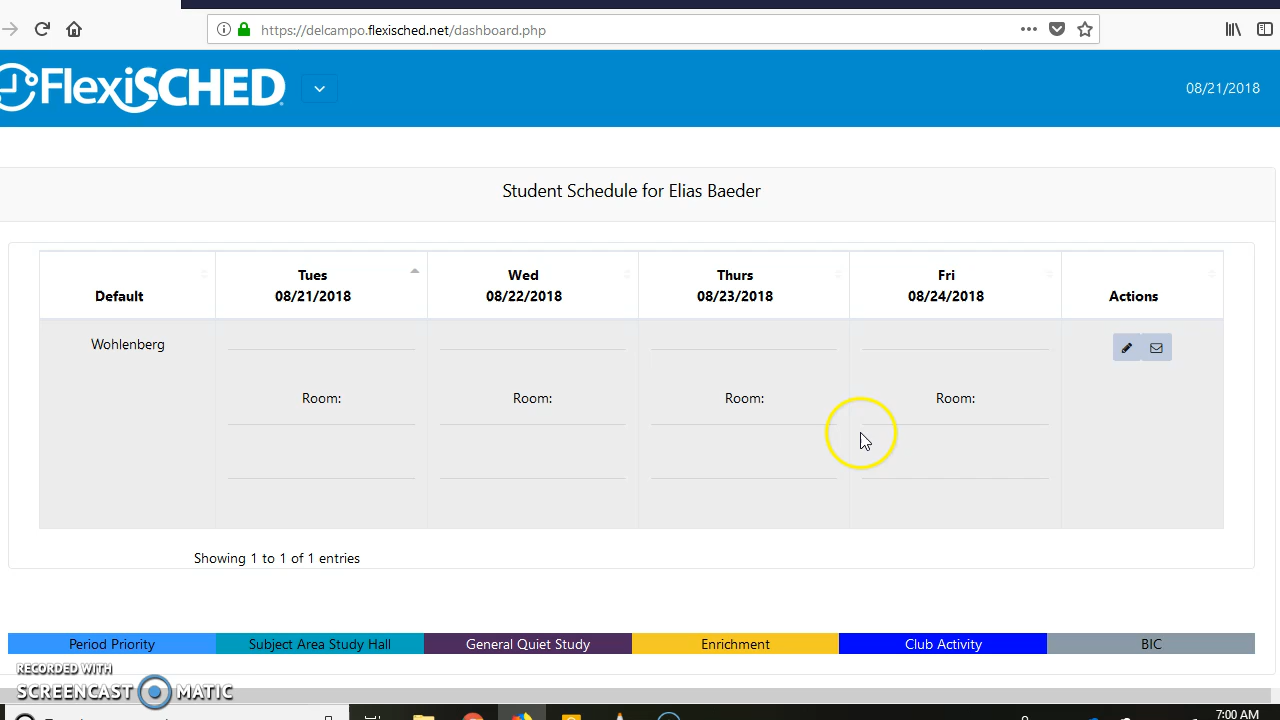 https://delcampo.flexisched.net/dashboard.php
FlexiSCHED
08/21/2018
Student Schedule for Elias Baeder
Default
Tues
08/21/2018
Wed
08/22/2018
Thurs
08/23/2018
Fri
08/24/2018
Actions
Wohlenberg
Room:
Room:
Room:
Room:
Showing 1 to 1 of 1 entries
Period Priority
Subject Area Study Hall
General Quiet Study
Enrichment
Club Activity
BIC
RECORDED WITH
SCREENCAST MATIC
7:00 AM